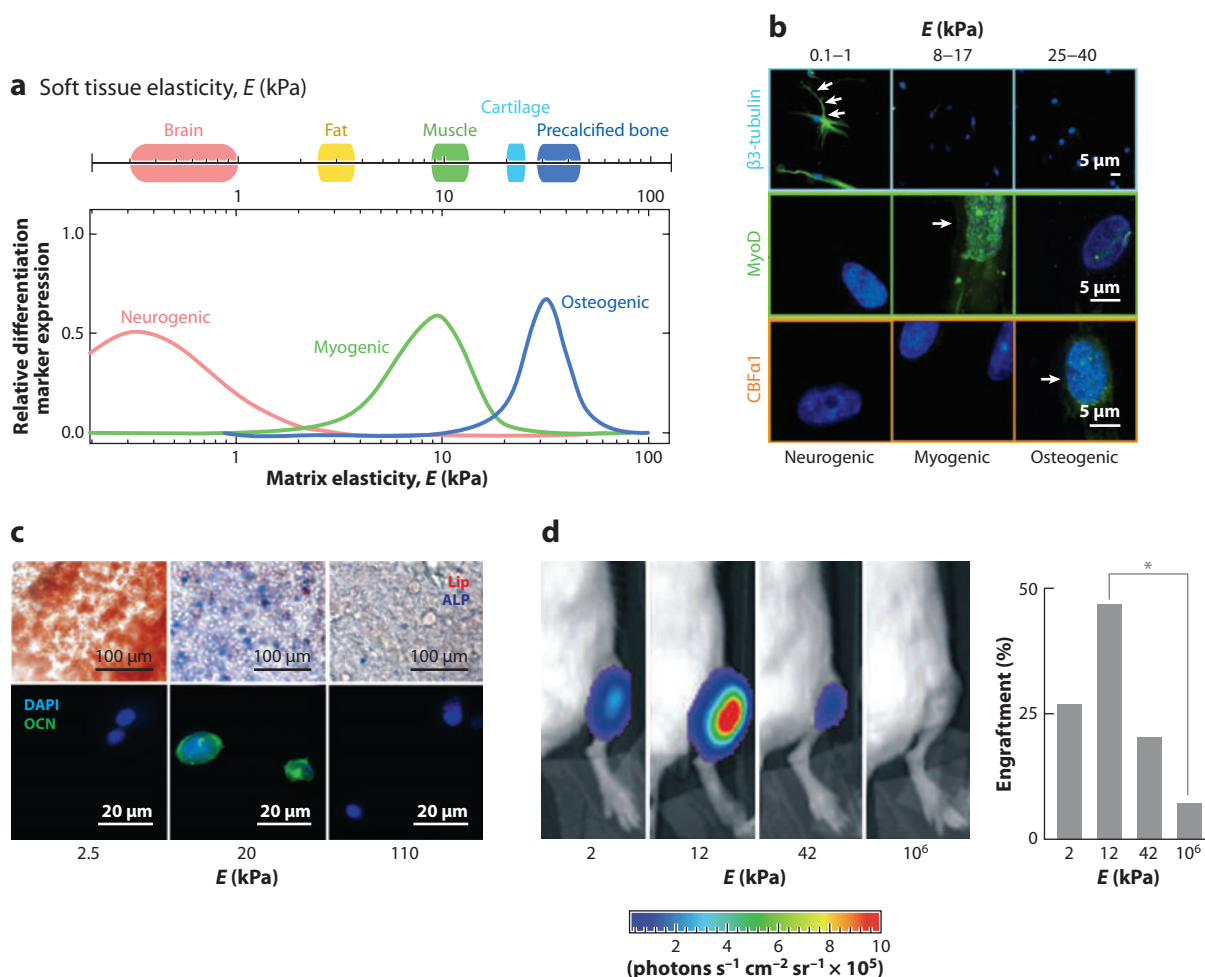 a Soft tissue elasticity, E (kPa)
Cartilage
Brain Fat Muscle Precalcified bone
1 10 100
Relative differentiation
marker expression
1.0
0.5
0.0
Neurogenic
Myogenic
Osteogenic
1 10 100
Matrix elasticity, E (kPa)
b
E (kPa)
0.1–1 8–17 25–40
β3-tubulin
5 µm
MyoD
5 µm
CBFα1
5 µm
Neurogenic Myogenic Osteogenic
c
Lip
ALP
100 µm 100 µm 100 µm
DAPI
OCN
20 µm 20 µm 20 µm
2.5 20 110
E (kPa)
d
2 12 42 10⁶
E (kPa)
2 4 6 8 10
(photons s⁻¹ cm⁻² sr⁻¹ × 10⁵)
Engraftment (%)
50
25
0
*
2 12 42 10⁶
E (kPa)